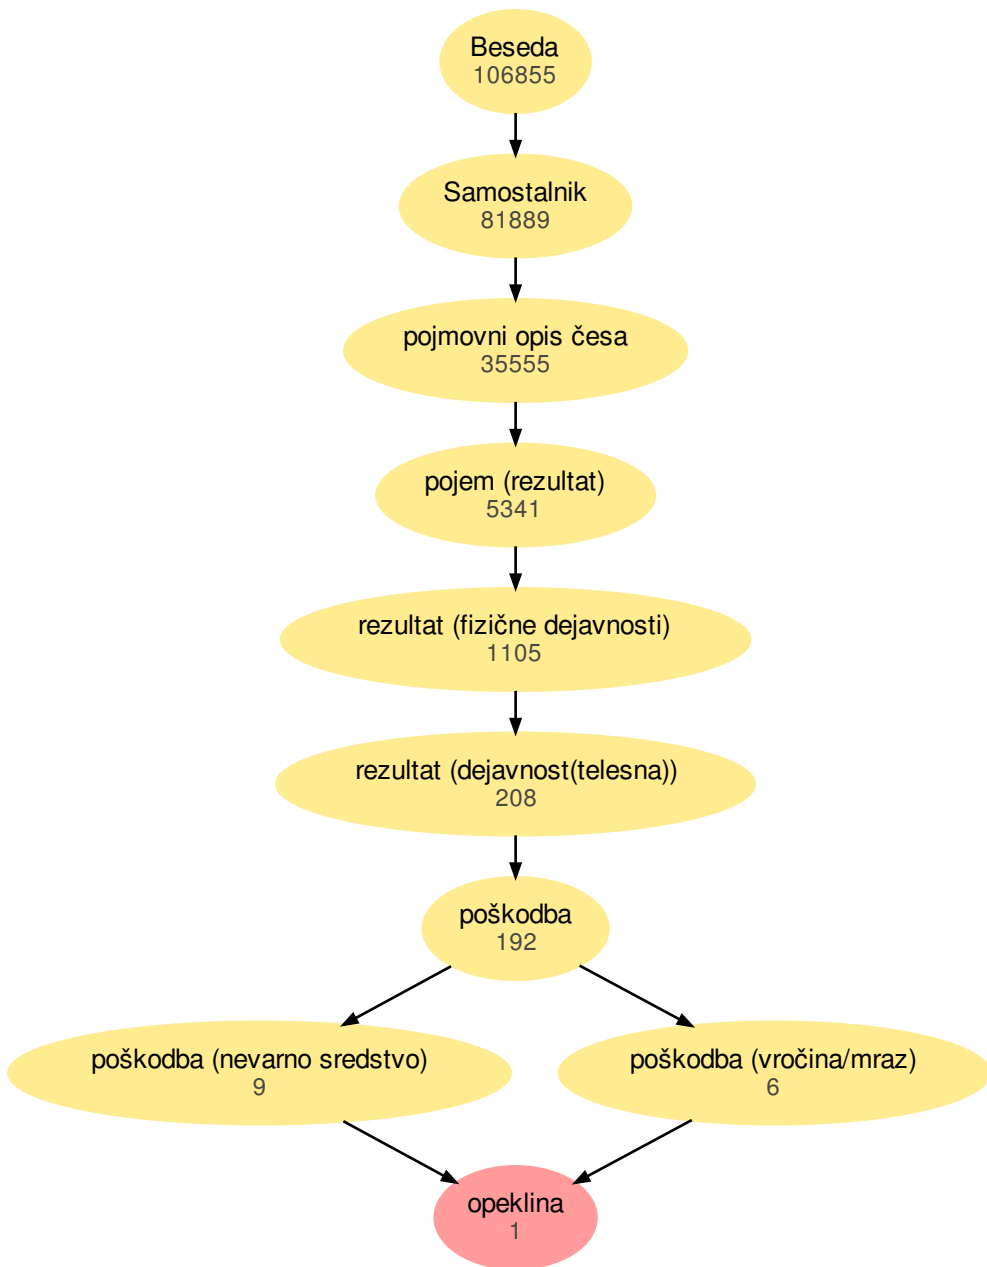 Beseda
106855
Samostalnik
81889
pojmovni opis česa
35555
pojem (rezultat)
5341
rezultat (fizične dejavnosti)
1105
rezultat (dejavnost(telesna))
208
poškodba
192
poškodba (nevarno sredstvo)
9
poškodba (vročina/mraz)
6
opeklina
1